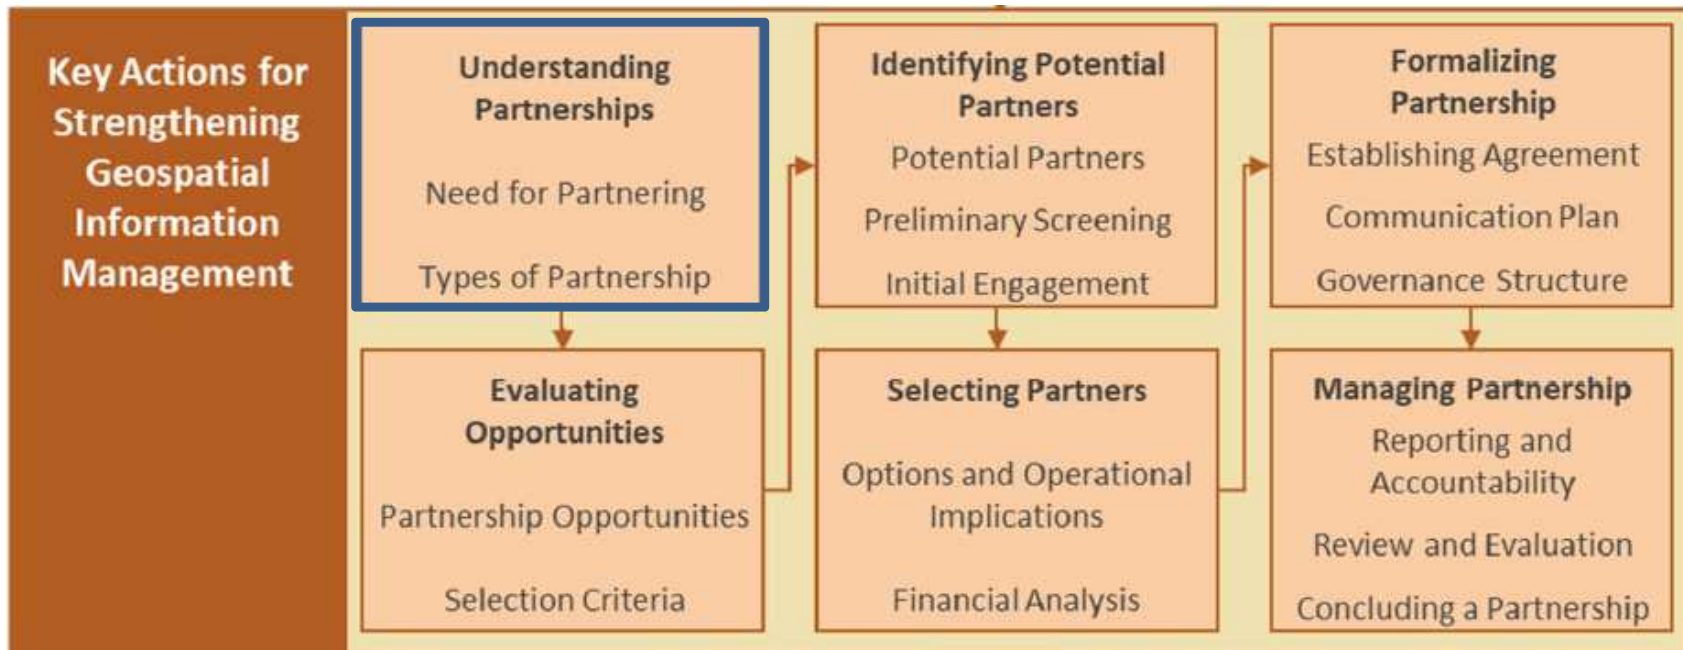 Key Actions for
Strengthening
Geospatial
Information
Management
Understanding
Partnerships
Need for Partnering
Types of Partnership
Evaluating
Opportunities
Partnership Opportunities
Selection Criteria
Identifying Potential
Partners
Potential Partners
Preliminary Screening
Initial Engagement
Selecting Partners
Options and Operational
Implications
Financial Analysis
Formalizing
Partnership
Establishing Agreement
Communication Plan
Governance Structure
Managing Partnership
Reporting and
Accountability
Review and Evaluation
Concluding a Partnership